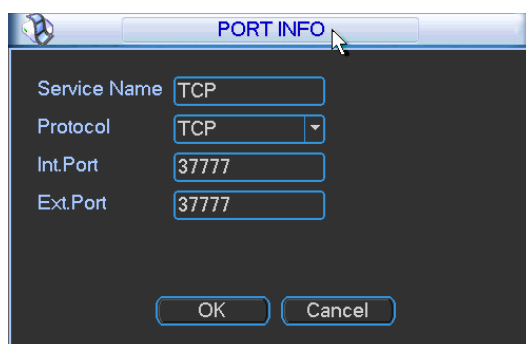 PORT INFO
Service Name TCP
Protocol TCP
Int.Port 37777
Ext.Port 37777
OK Cancel